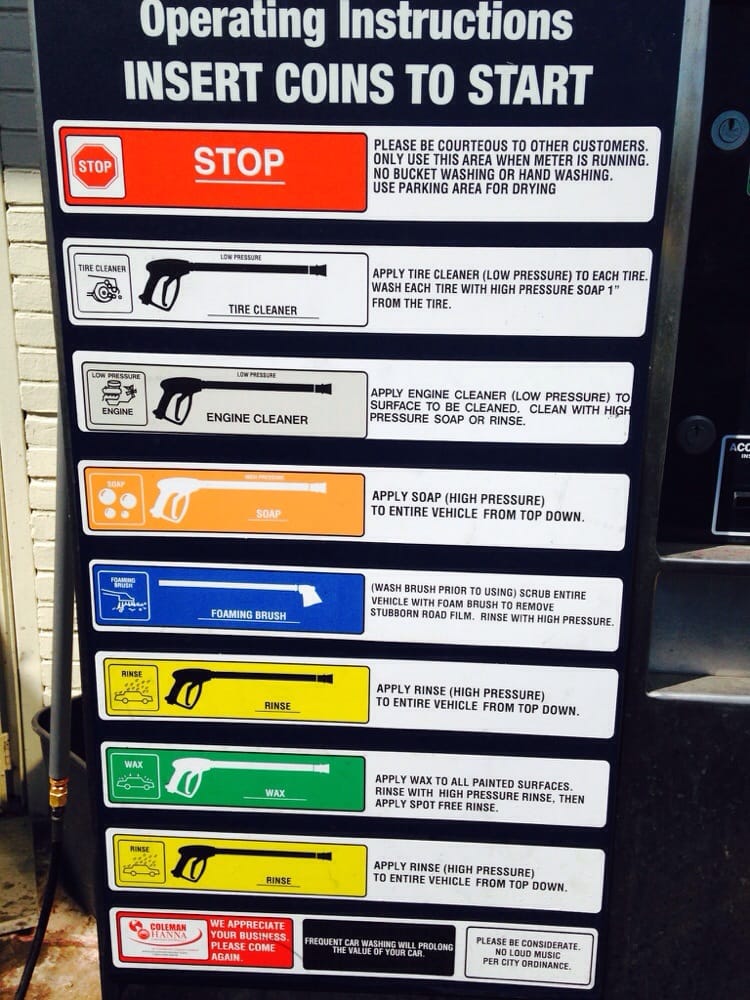 Operating Instructions
INSERT COINS TO START
STOP
STOP
PLEASE BE COURTEOUS TO OTHER CUSTOMERS.
ONLY USE THIS AREA WHEN METER IS RUNNING.
NO BUCKET WASHING OR HAND WASHING.
USE PARKING AREA FOR DRYING
TIRE CLEANER
LOW PRESSURE
TIRE CLEANER
APPLY TIRE CLEANER (LOW PRESSURE) TO EACH TIRE.
WASH EACH TIRE WITH HIGH PRESSURE SOAP 1"
FROM THE TIRE.
LOW PRESSURE
ENGINE
LOW PRESSURE
ENGINE CLEANER
APPLY ENGINE CLEANER (LOW PRESSURE) TO
SURFACE TO BE CLEANED. CLEAN WITH HIGH
PRESSURE SOAP OR RINSE.
SOAP
HIGH PRESSURE
SOAP
APPLY SOAP (HIGH PRESSURE)
TO ENTIRE VEHICLE FROM TOP DOWN.
FOAMING
BRUSH
FOAMING BRUSH
(WASH BRUSH PRIOR TO USING) SCRUB ENTIRE
VEHICLE WITH FOAM BRUSH TO REMOVE
STUBBORN ROAD FILM. RINSE WITH HIGH PRESSURE.
RINSE
RINSE
APPLY RINSE (HIGH PRESSURE)
TO ENTIRE VEHICLE FROM TOP DOWN.
WAX
WAX
APPLY WAX TO ALL PAINTED SURFACES.
RINSE WITH HIGH PRESSURE RINSE, THEN
APPLY SPOT FREE RINSE.
RINSE
RINSE
APPLY RINSE (HIGH PRESSURE)
TO ENTIRE VEHICLE FROM TOP DOWN.
COLEMAN
HANNA
WE APPRECIATE
YOUR BUSINESS.
PLEASE COME
AGAIN.
FREQUENT CAR WASHING WILL PROLONG
THE VALUE OF YOUR CAR.
PLEASE BE CONSIDERATE.
NO LOUD MUSIC
PER CITY ORDINANCE.